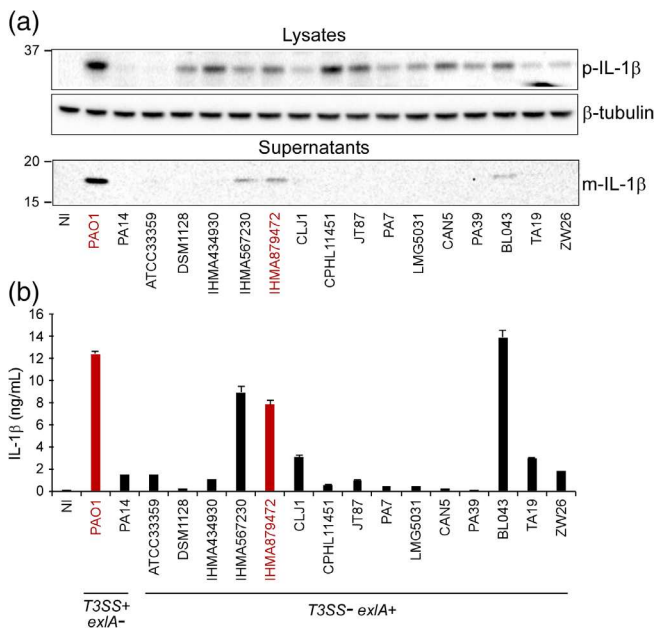 (a)
Lysates
37
p-IL-1β
β-tubulin
Supernatants
20
15
m-IL-1β
NI
PAO1
PA14
ATCC33359
DSM1128
IHMA434930
IHMA567230
IHMA879472
CLJ1
CPHL11451
JT87
PA7
LMG5031
CAN5
PA39
BL043
TA19
ZW26
(b)
IL-1β (ng/mL)
16
14
12
10
8
6
4
2
0
NI
PAO1
PA14
ATCC33359
DSM1128
IHMA434930
IHMA567230
IHMA879472
CLJ1
CPHL11451
JT87
PA7
LMG5031
CAN5
PA39
BL043
TA19
ZW26
T3SS+
exlA-
T3SS- exlA+